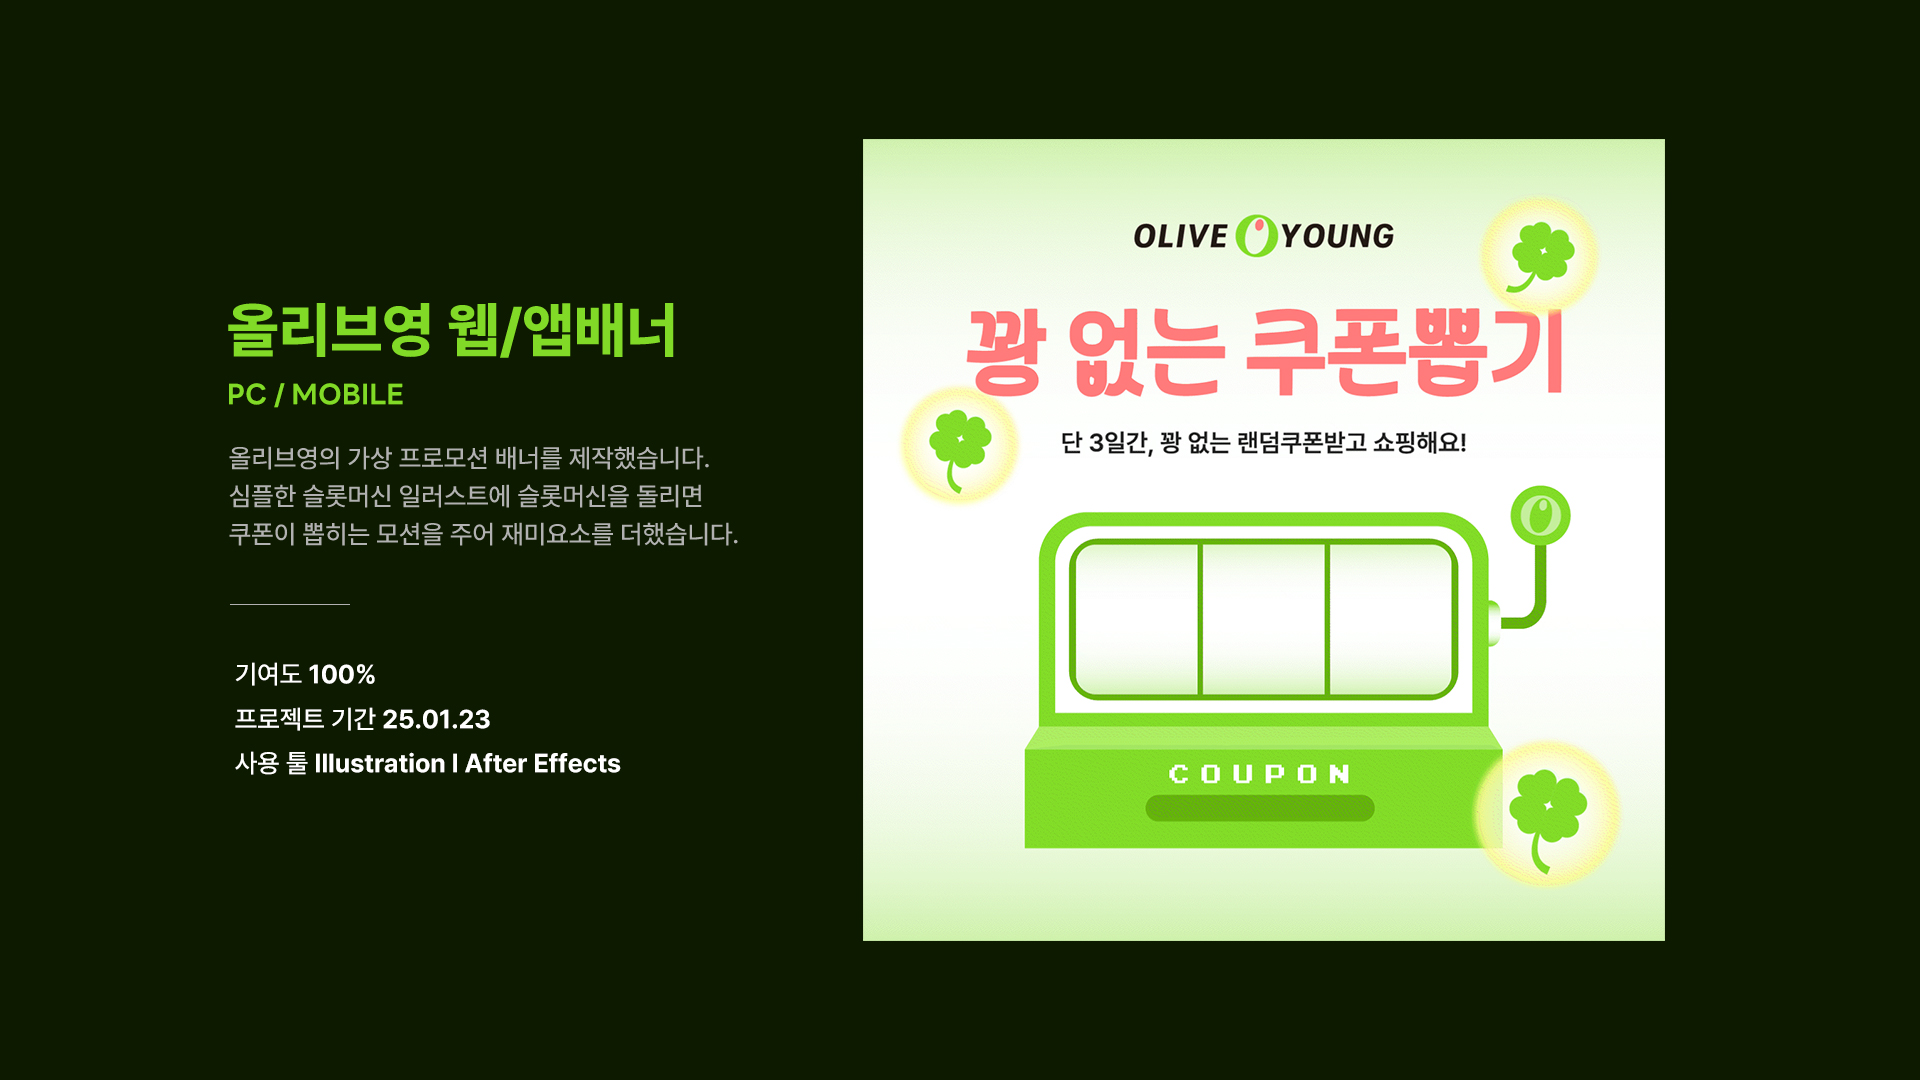 올리브영 웹/앱배너
PC / MOBILE
올리브영의 가상 프로모션 배너를 제작했습니다.
심플한 슬롯머신 일러스트에 슬롯머신을 돌리면
쿠폰이 뽑히는 모션을 주어 재미요소를 더했습니다.
기여도 100%
프로젝트 기간 25.01.23
사용 툴 Illustration I After Effects
OLIVE YOUNG
꽝 없는 쿠폰뽑기
단 3일간, 꽝 없는 랜덤쿠폰받고 쇼핑해요!
COUPON